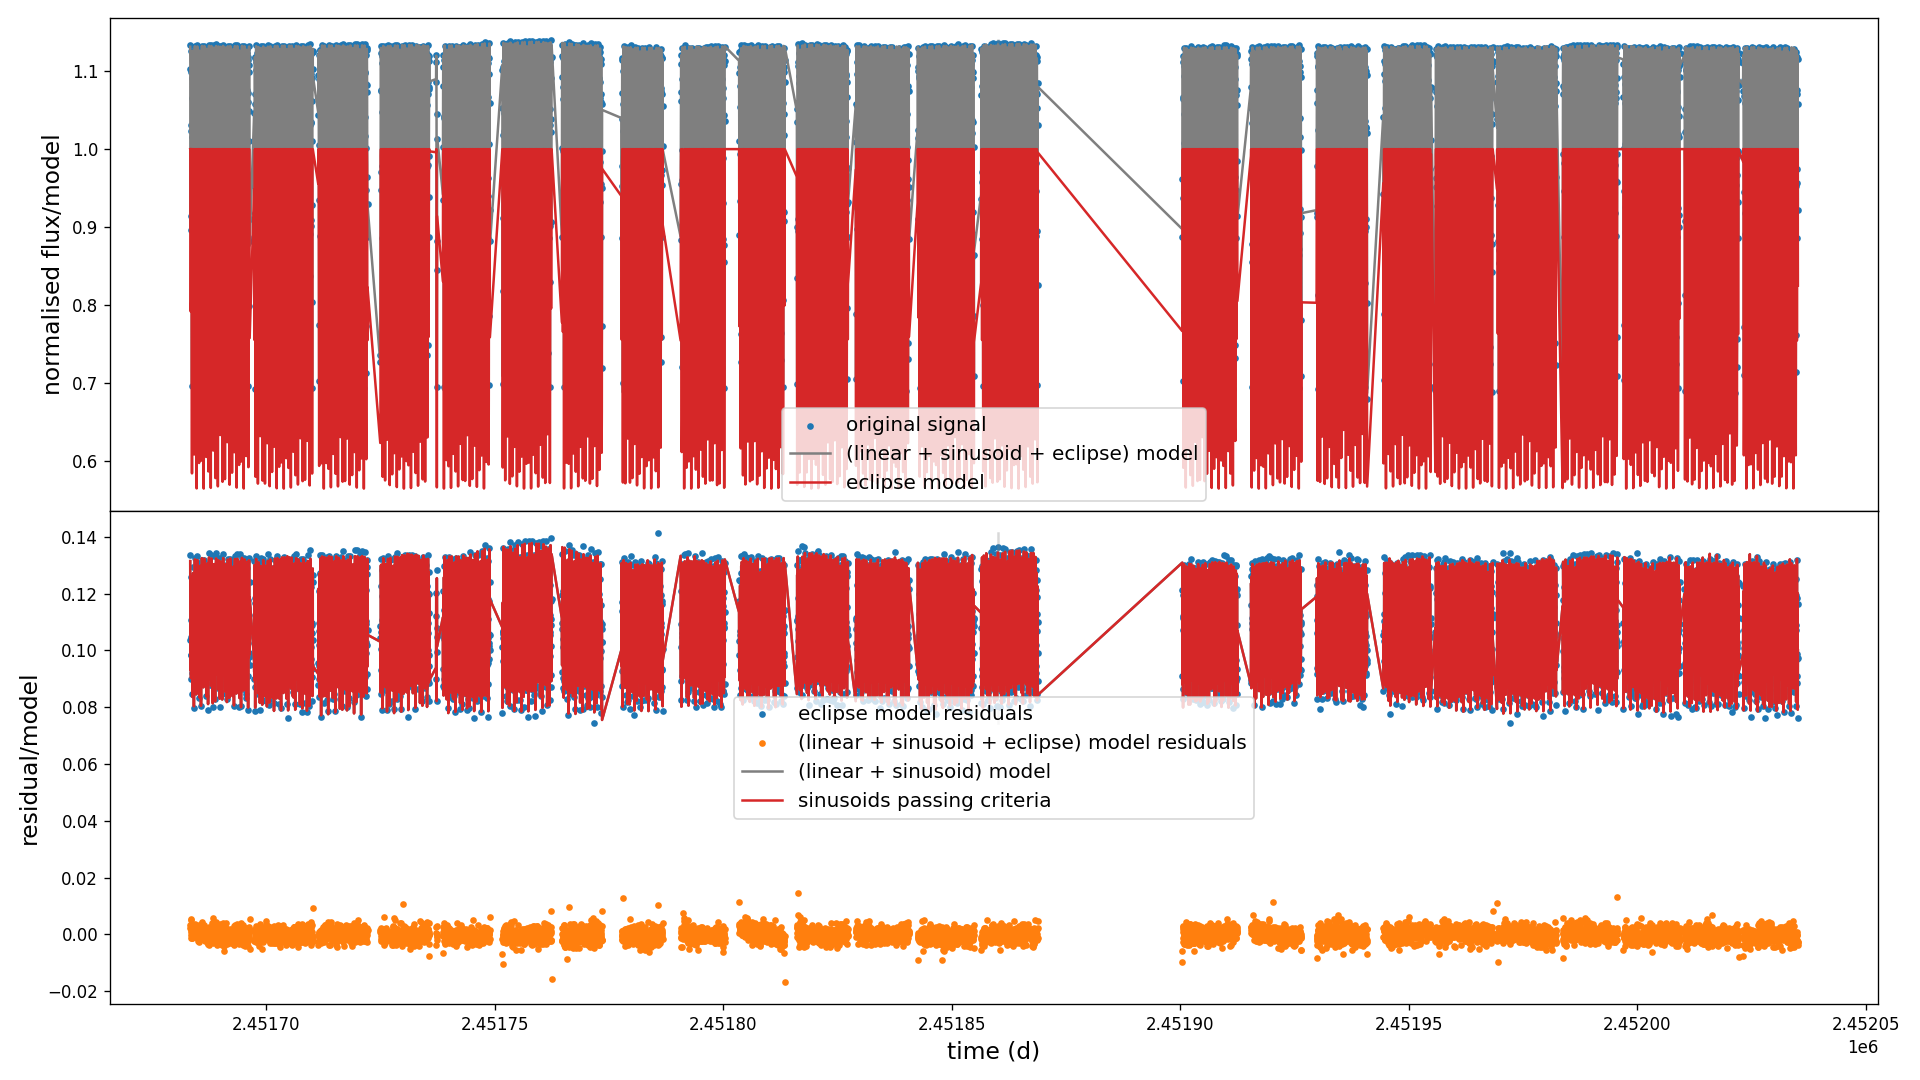 normalised flux/model
1.1
1.0
0.9
0.8
0.7
0.6
original signal
(linear + sinusoid + eclipse) model
eclipse model
residual/model
0.14
0.12
0.10
0.08
0.06
0.04
0.02
0.00
−0.02
eclipse model residuals
(linear + sinusoid + eclipse) model residuals
(linear + sinusoid) model
sinusoids passing criteria
2.45170 2.45175 2.45180 2.45185 2.45190 2.45195 2.45200 2.45205
1e6
time (d)